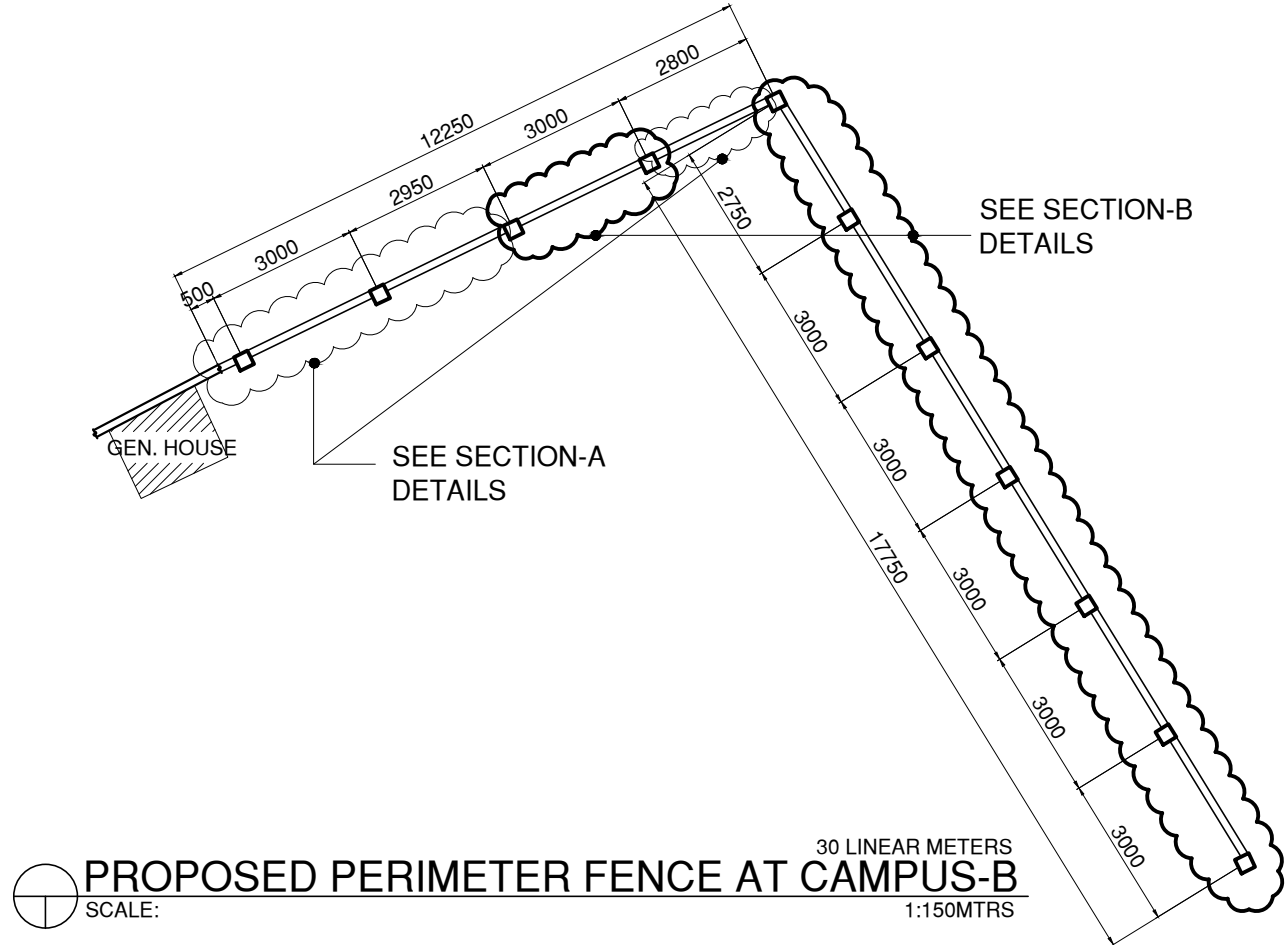 2800
12250
3000
2950
3000
500
2750
SEE SECTION-B
DETAILS
3000
GEN. HOUSE
SEE SECTION-A
DETAILS
3000
17750
3000
3000
3000
30 LINEAR METERS
PROPOSED PERIMETER FENCE AT CAMPUS-B
SCALE:
1:150MTRS